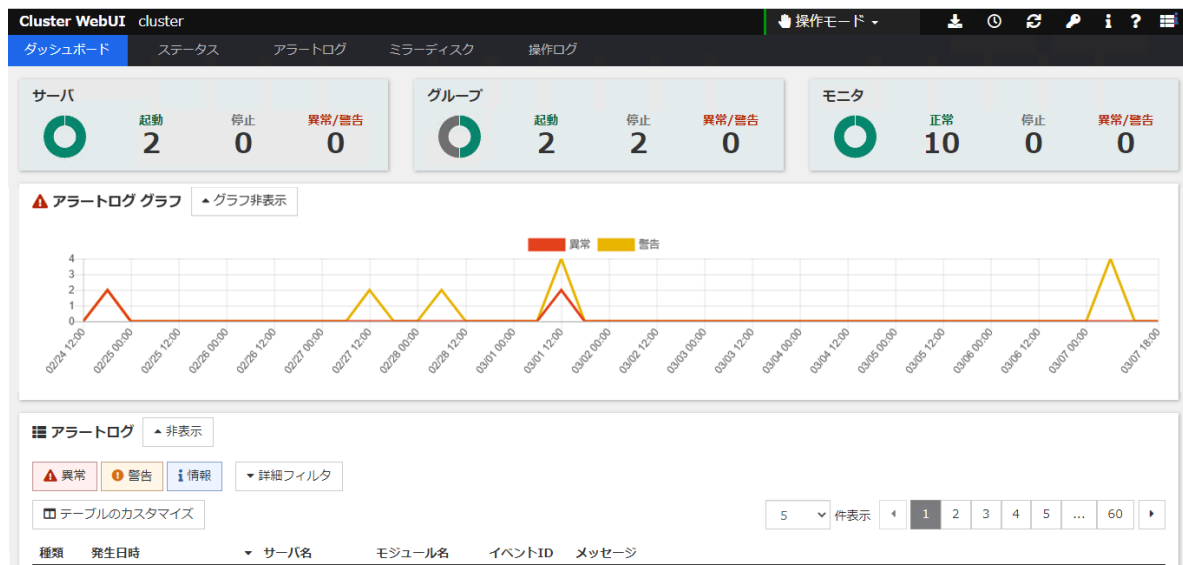 Cluster WebUI cluster 操作モード
ダッシュボード ステータス アラートログ ミラーディスク 操作ログ
サーバ
起動 停止 異常/警告
2 0 0
グループ
起動 停止 異常/警告
2 2 0
モニタ
正常 停止 異常/警告
10 0 0
アラートログ グラフ グラフ非表示
異常 警告
4
3
2
1
0
02/24 12:00 02/25 00:00 02/25 12:00 02/26 00:00 02/26 12:00 02/27 00:00 02/27 12:00 02/28 00:00 02/28 12:00 03/01 00:00 03/01 12:00 03/02 00:00 03/02 12:00 03/03 00:00 03/03 12:00 03/04 00:00 03/04 12:00 03/05 00:00 03/05 12:00 03/06 00:00 03/06 12:00 03/07 00:00 03/07 18:00
アラートログ 非表示
異常 警告 情報 詳細フィルタ
テーブルのカスタマイズ 5 件表示 1 2 3 4 5 ... 60
種類 発生日時 サーバ名 モジュール名 イベントID メッセージ